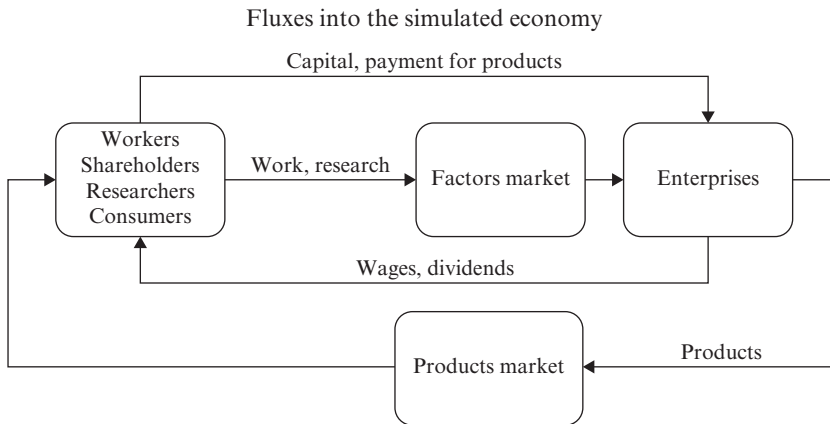 Fluxes into the simulated economy
Capital, payment for products
Workers
Shareholders
Researchers
Consumers
Work, research
Factors market
Enterprises
Wages, dividends
Products market
Products